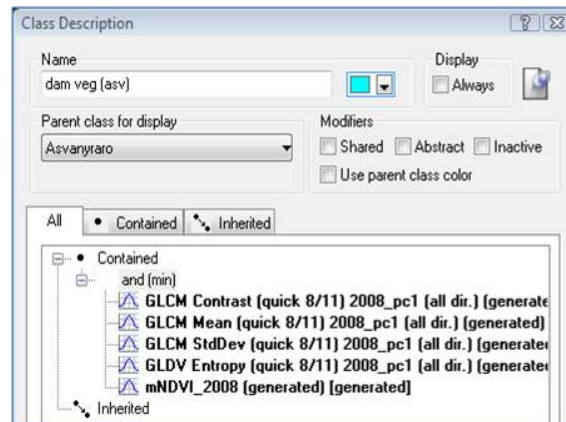 Class Description
Name
dam veg (asv)
Display
Always
Parent class for display
Asvanyraro
Modifiers
Shared Abstract Inactive
Use parent class color
All Contained Inherited
Contained
and (min)
GLCM Contrast (quick 8/11) 2008_pc1 (all dir.) (generate
GLCM Mean (quick 8/11) 2008_pc1 (all dir.) (generated)
GLCM StdDev (quick 8/11) 2008_pc1 (all dir.) (generated
GLDV Entropy (quick 8/11) 2008_pc1 (all dir.) (generated
mNDVI_2008 (generated) [generated]
Inherited